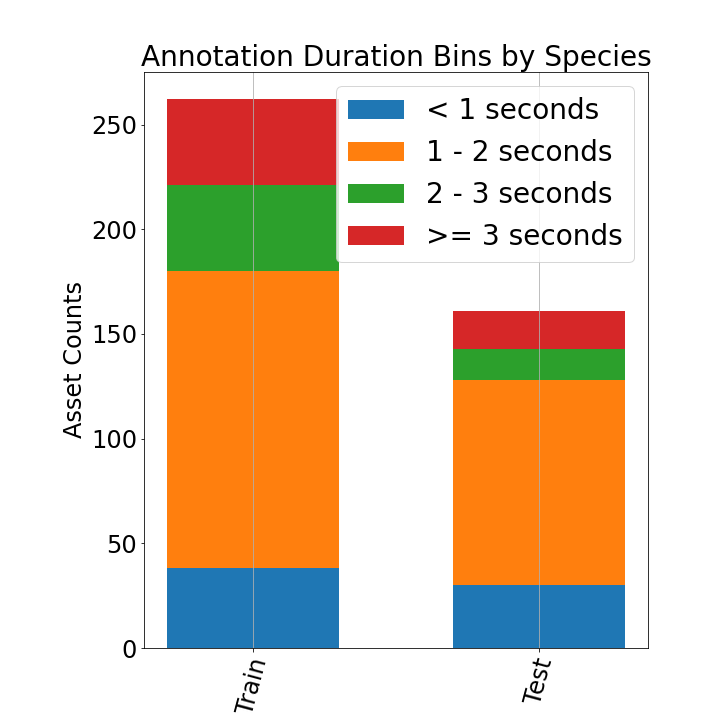 Annotation Duration Bins by Species
< 1 seconds
1 - 2 seconds
2 - 3 seconds
>= 3 seconds
Asset Counts
250
200
150
100
50
0
Train
Test